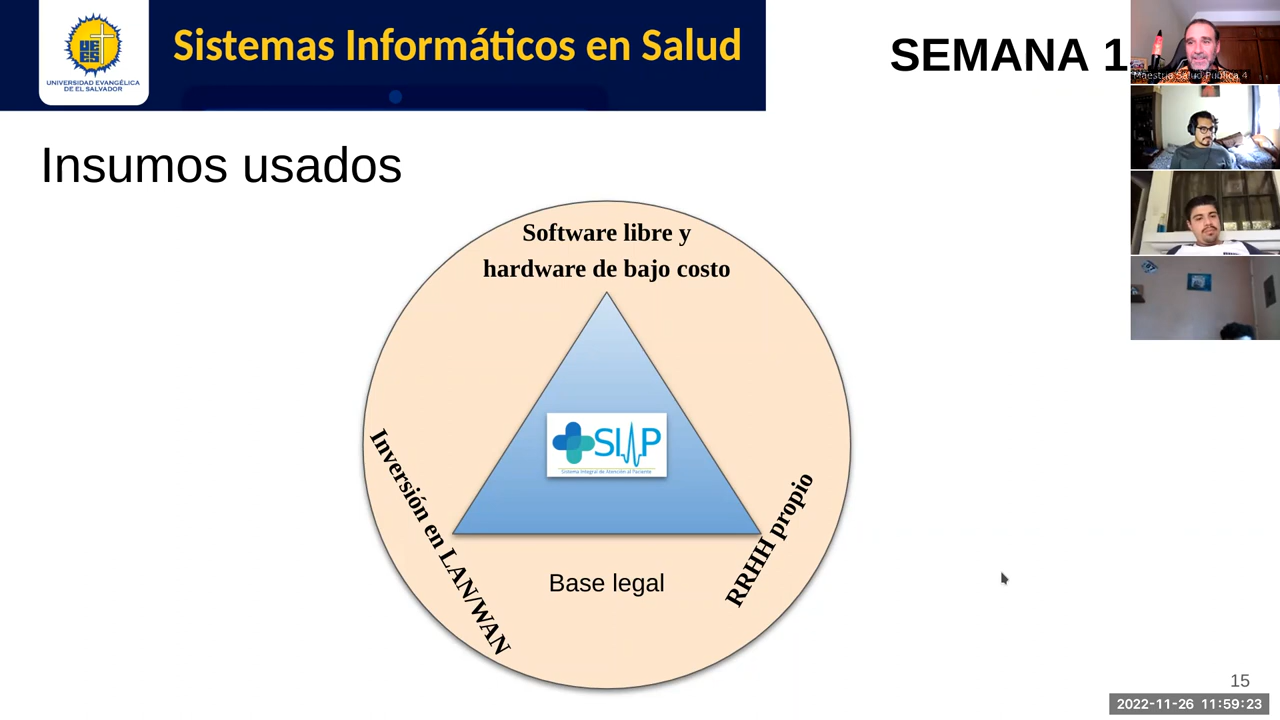 Sistemas Informáticos en Salud
UNIVERSIDAD EVANGÉLICA
DE EL SALVADOR
SEMANA 1
Maestría Salud Pública 4
Insumos usados
Software libre y
hardware de bajo costo
SIAP
Sistema Integral de Atención al Paciente
Inversión en LAN/WAN
RRHH propio
Base legal
15
2022-11-26 11:59:23